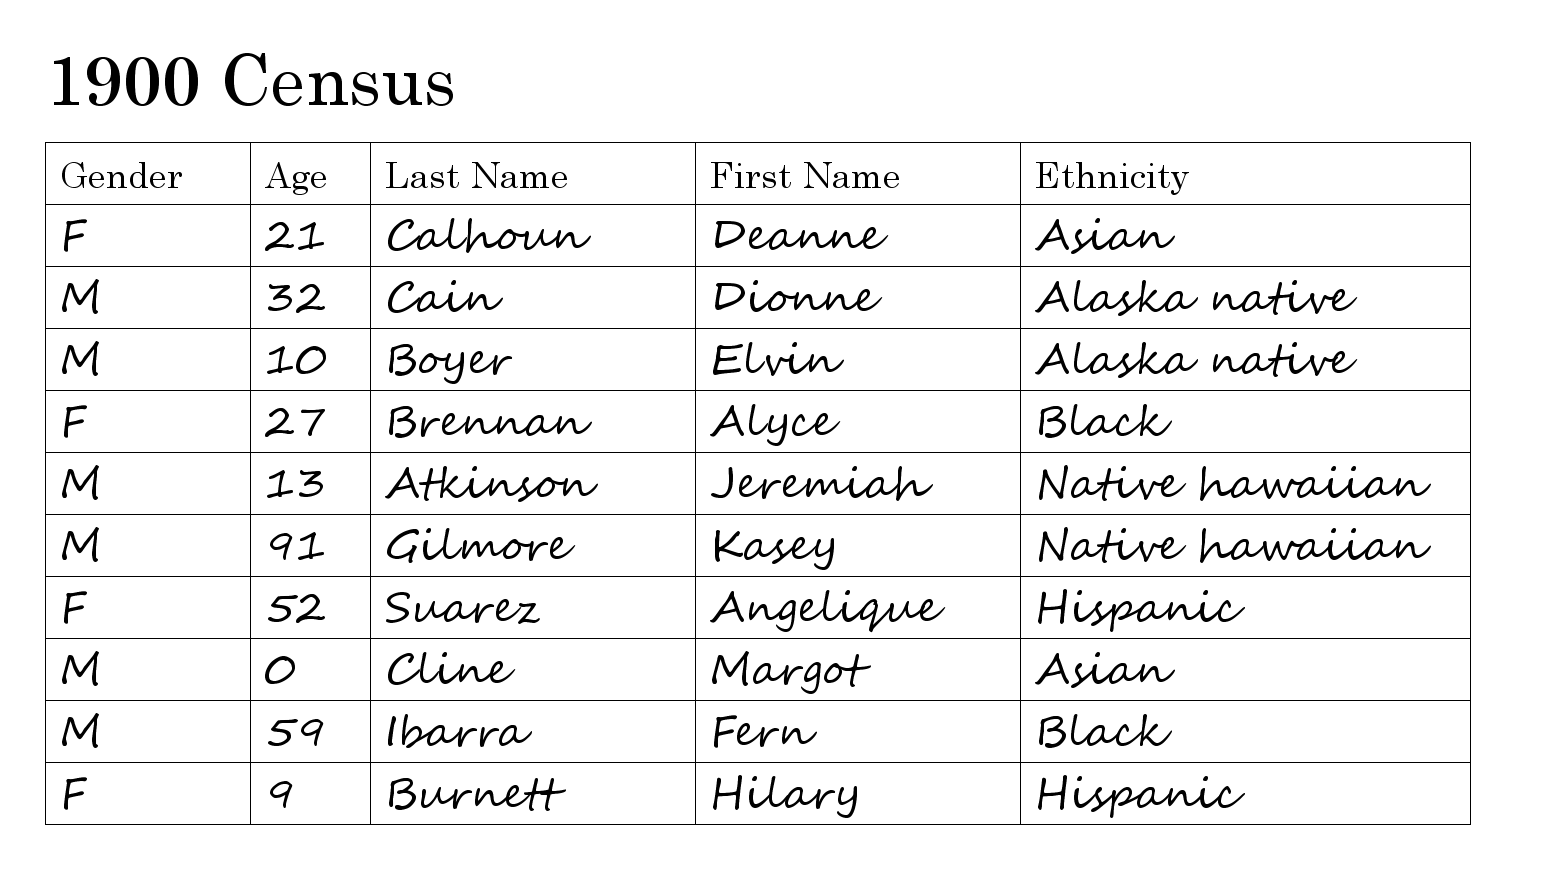 1900 Census
Gender Age Last Name First Name Ethnicity
F 21 Calhoun Deanne Asian
M 32 Cain Dionne Alaska native
M 10 Boyer Elvin Alaska native
F 27 Brennan Alyce Black
M 13 Atkinson Jeremiah Native hawaiian
M 91 Gilmore Kasey Native hawaiian
F 52 Suarez Angelique Hispanic
M 0 Cline Margot Asian
M 59 Ibarra Fern Black
F 9 Burnett Hilary Hispanic